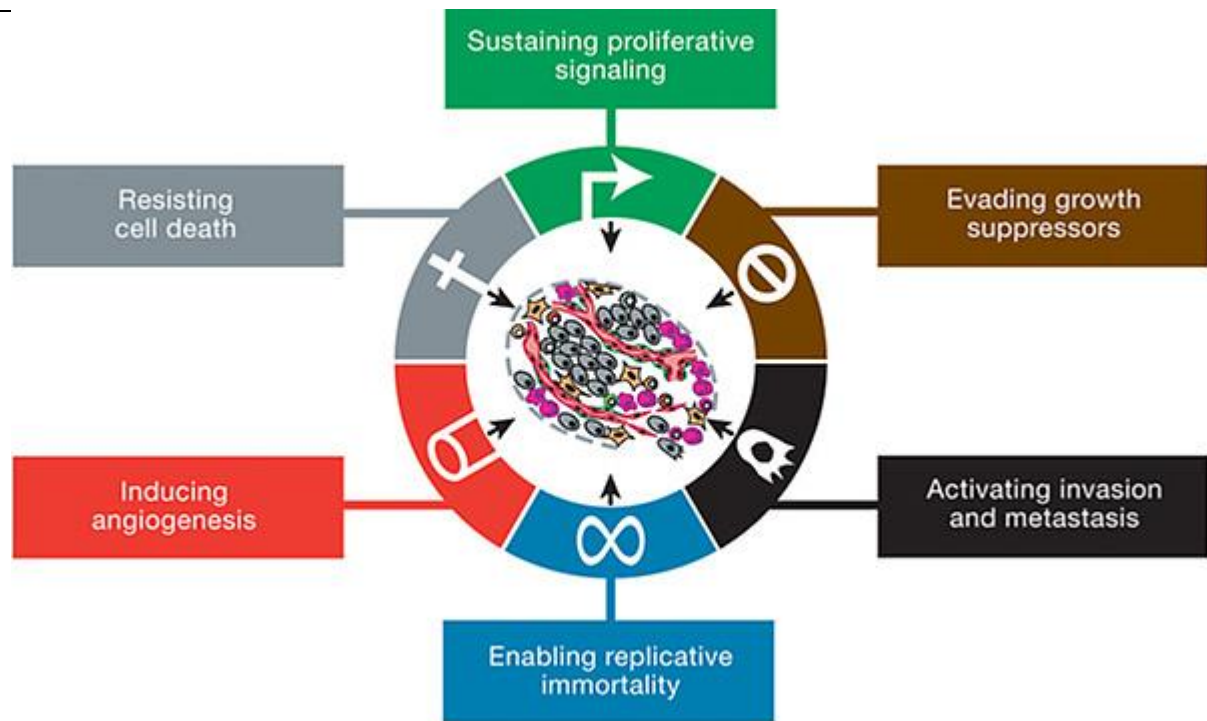 Sustaining proliferative
signaling
Resisting
cell death
Evading growth
suppressors
Inducing
angiogenesis
Activating invasion
and metastasis
Enabling replicative
immortality